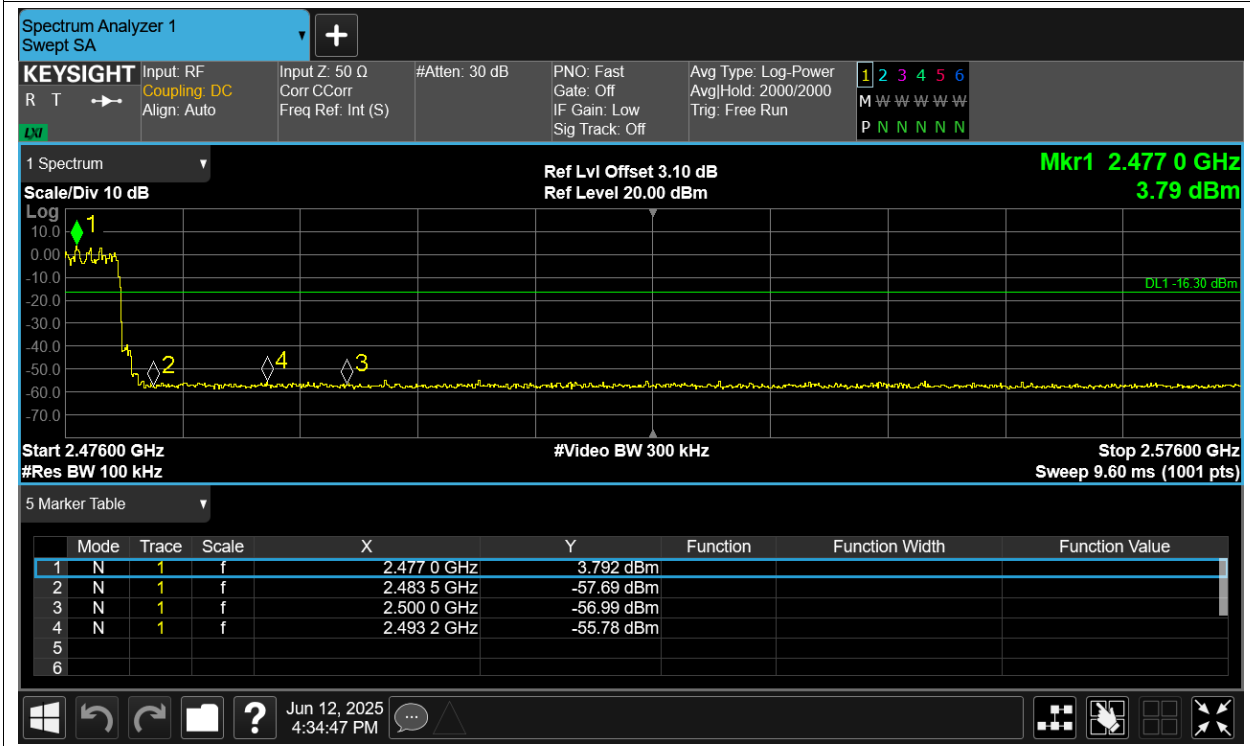 Spectrum Analyzer 1
Swept SA
+
KEYSIGHT
R T
LXI
Input: RF
Coupling: DC
Align: Auto
Input Z: 50 Ω
Corr CCorr
Freq Ref: Int (S)
#Atten: 30 dB
PNO: Fast
Gate: Off
IF Gain: Low
Sig Track: Off
Avg Type: Log-Power
Avg|Hold: 2000/2000
Trig: Free Run
1 2 3 4 5 6
M W W W W W
P N N N N N
1 Spectrum
Scale/Div 10 dB
Ref Lvl Offset 3.10 dB
Ref Level 20.00 dBm
Mkr1 2.477 0 GHz
3.79 dBm
Log
10.0
0.00
-10.0
-20.0
-30.0
-40.0
-50.0
-60.0
-70.0
1
2
4
3
DL1 -16.30 dBm
Start 2.47600 GHz
#Video BW 300 kHz
Stop 2.57600 GHz
#Res BW 100 kHz
Sweep 9.60 ms (1001 pts)
5 Marker Table
Mode Trace Scale X Y Function Function Width Function Value
1 N 1 f 2.477 0 GHz 3.792 dBm
2 N 1 f 2.483 5 GHz -57.69 dBm
3 N 1 f 2.500 0 GHz -56.99 dBm
4 N 1 f 2.493 2 GHz -55.78 dBm
5
6
?
Jun 12, 2025
4:34:47 PM